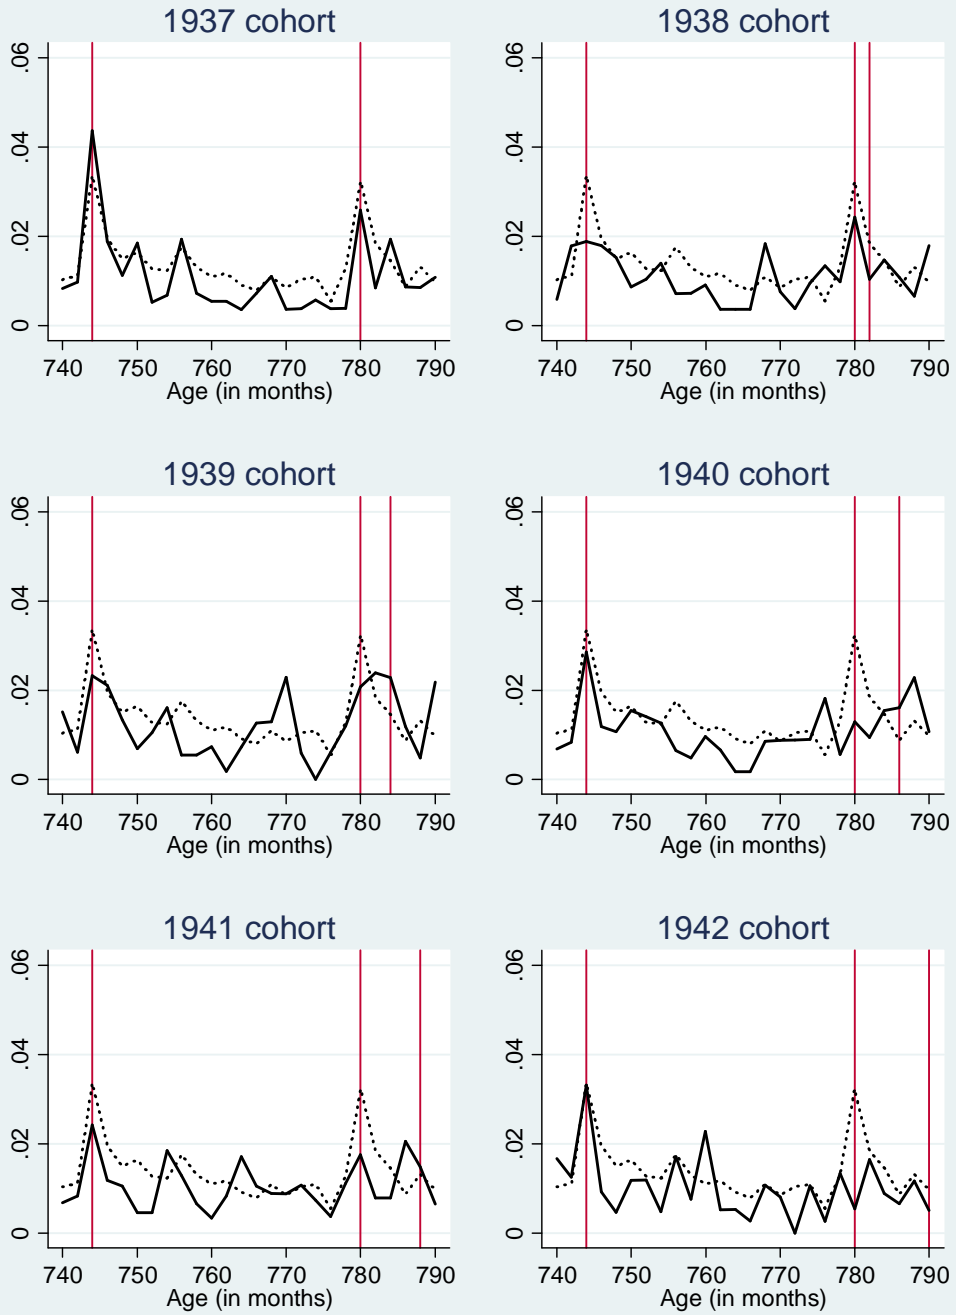 1937 cohort
.06
.04
.02
0
740 750 760 770 780 790
Age (in months)
1938 cohort
.06
.04
.02
0
740 750 760 770 780 790
Age (in months)
1939 cohort
.06
.04
.02
0
740 750 760 770 780 790
Age (in months)
1940 cohort
.06
.04
.02
0
740 750 760 770 780 790
Age (in months)
1941 cohort
.06
.04
.02
0
740 750 760 770 780 790
Age (in months)
1942 cohort
.06
.04
.02
0
740 750 760 770 780 790
Age (in months)